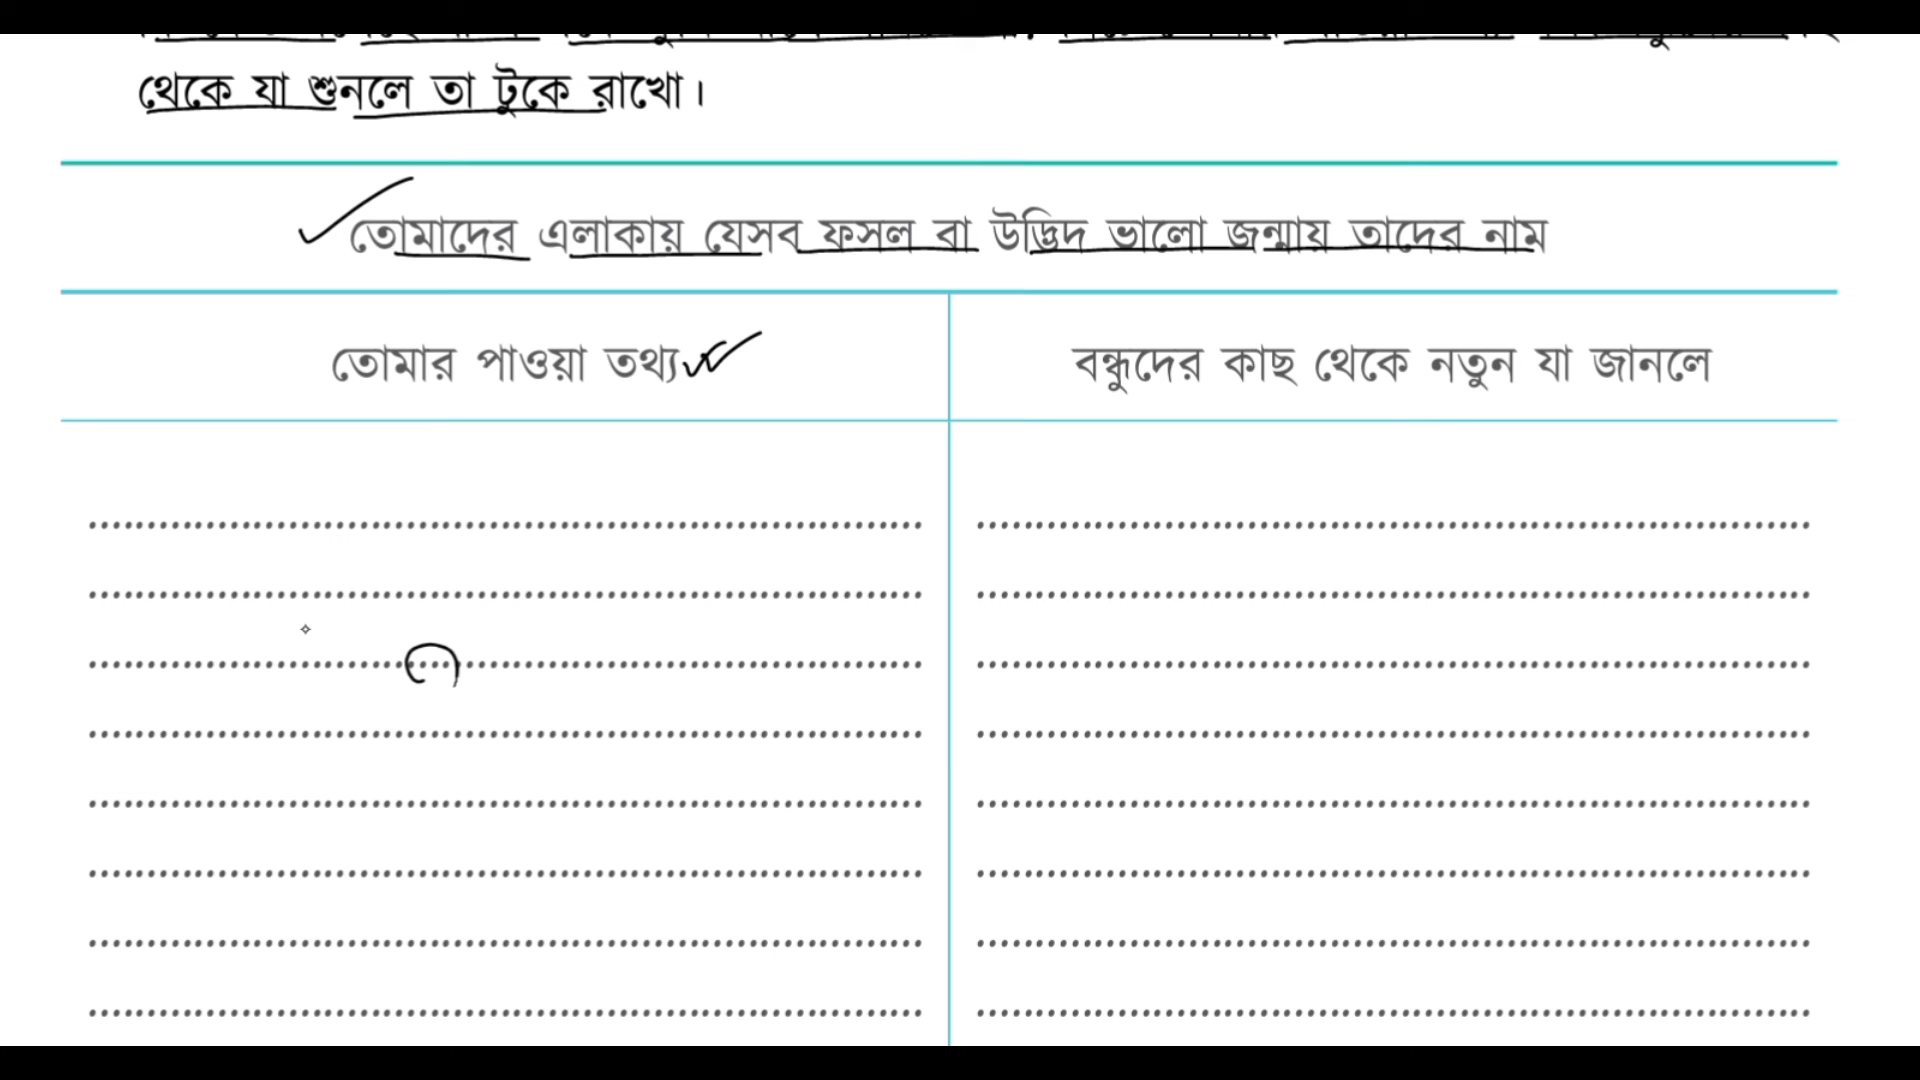 থেকে যা শুনলে তা টুকে রাখো।
তোমাদের এলাকায় যেসব ফসল বা উদ্ভিদ ভালো জন্মায় তাদের নাম
তোমার পাওয়া তথ্য
বন্ধুদের কাছ থেকে নতুন যা জানলে